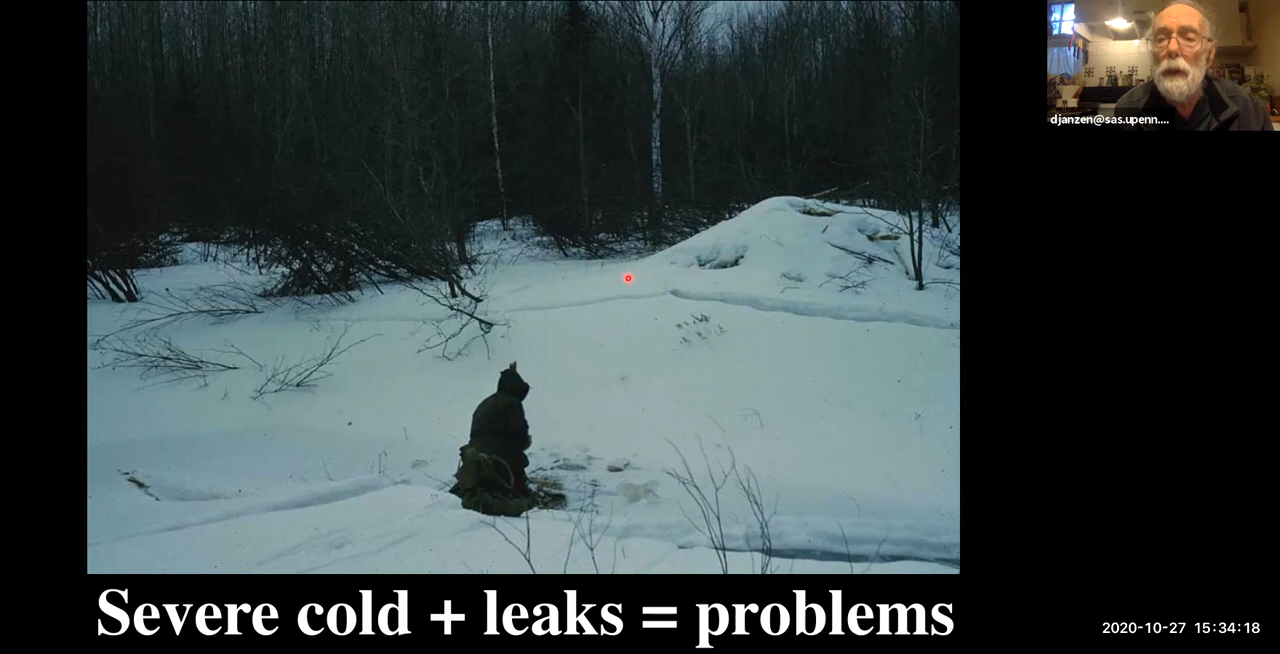 djanzen@sas.upenn....
Severe cold + leaks = problems
2020-10-27 15:34:18